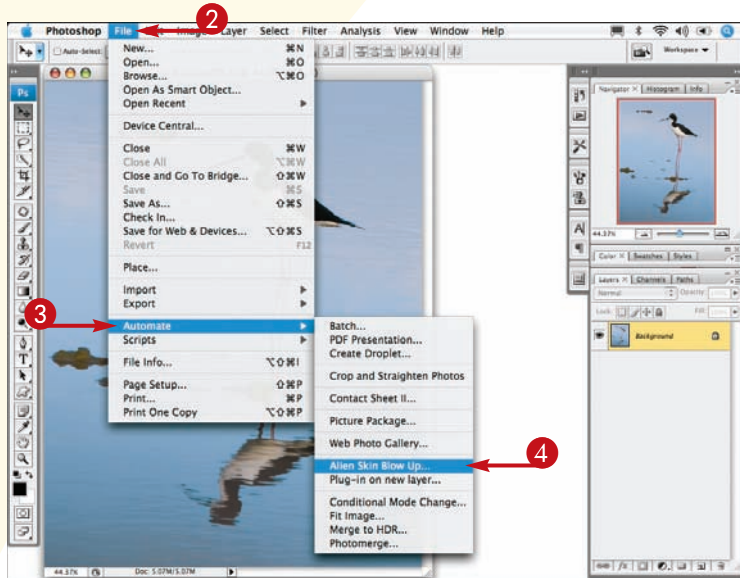 2
Photoshop File Layer Select Filter Analysis View Window Help
Auto-Select:
Workspace
New... ⌘N
Open... ⌘O
Browse... ⌥⌘O
Open As Smart Object...
Open Recent
Device Central...
Close ⌘W
Close All ⌥⌘W
Close and Go To Bridge... ⇧⌘W
Save ⌘S
Save As... ⇧⌘S
Check In...
Save for Web & Devices... ⌥⇧⌘S
Revert F12
Place...
Import
Export
3
Automate
Scripts
File Info... ⌥⇧⌘I
Page Setup... ⇧⌘P
Print... ⌘P
Print One Copy ⌥⇧⌘P
Batch...
PDF Presentation...
Create Droplet...
Crop and Straighten Photos
Contact Sheet II...
Picture Package...
Web Photo Gallery...
Alien Skin Blow Up...
4
Plug-in on new layer...
Conditional Mode Change...
Fit Image...
Merge to HDR...
Photomerge...
Ps
T
Navigator × Histogram Info
44.37%
A
Color × Swatches Styles
Layers × Channels Paths
Normal Opacity:
Lock: Fill:
Background
44.37% Doc: 5.07M/5.07M